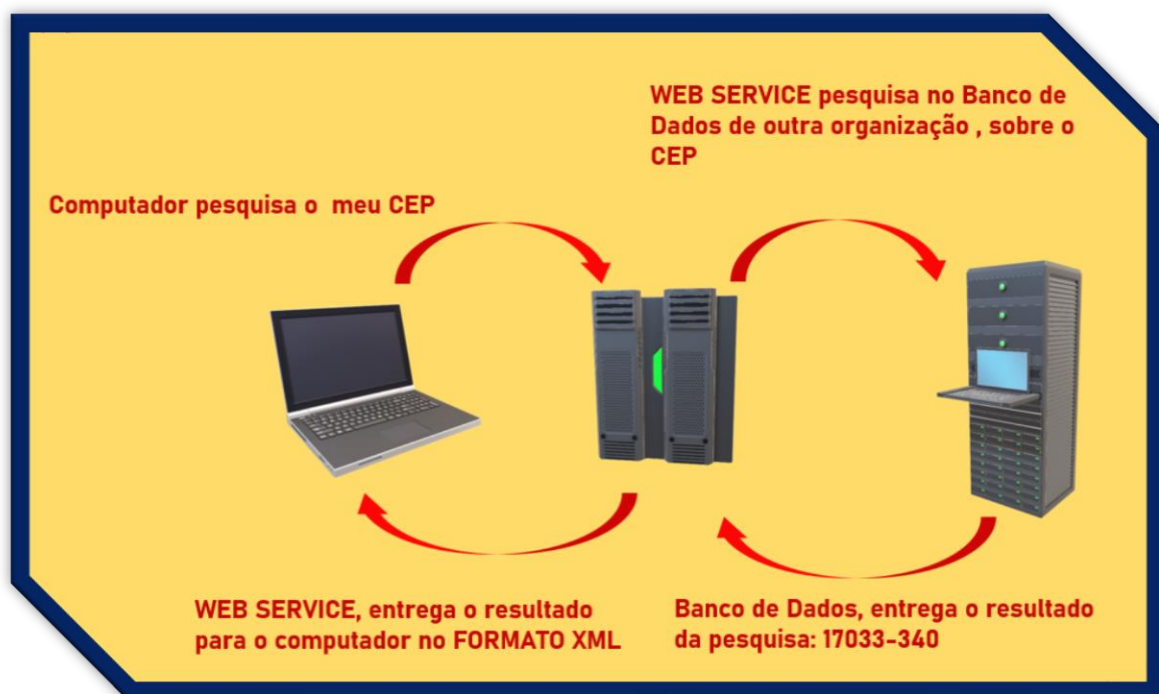 WEB SERVICE pesquisa no Banco de
Dados de outra organização , sobre o
CEP
Computador pesquisa o meu CEP
WEB SERVICE, entrega o resultado
para o computador no FORMATO XML
Banco de Dados, entrega o resultado
da pesquisa: 17033-340